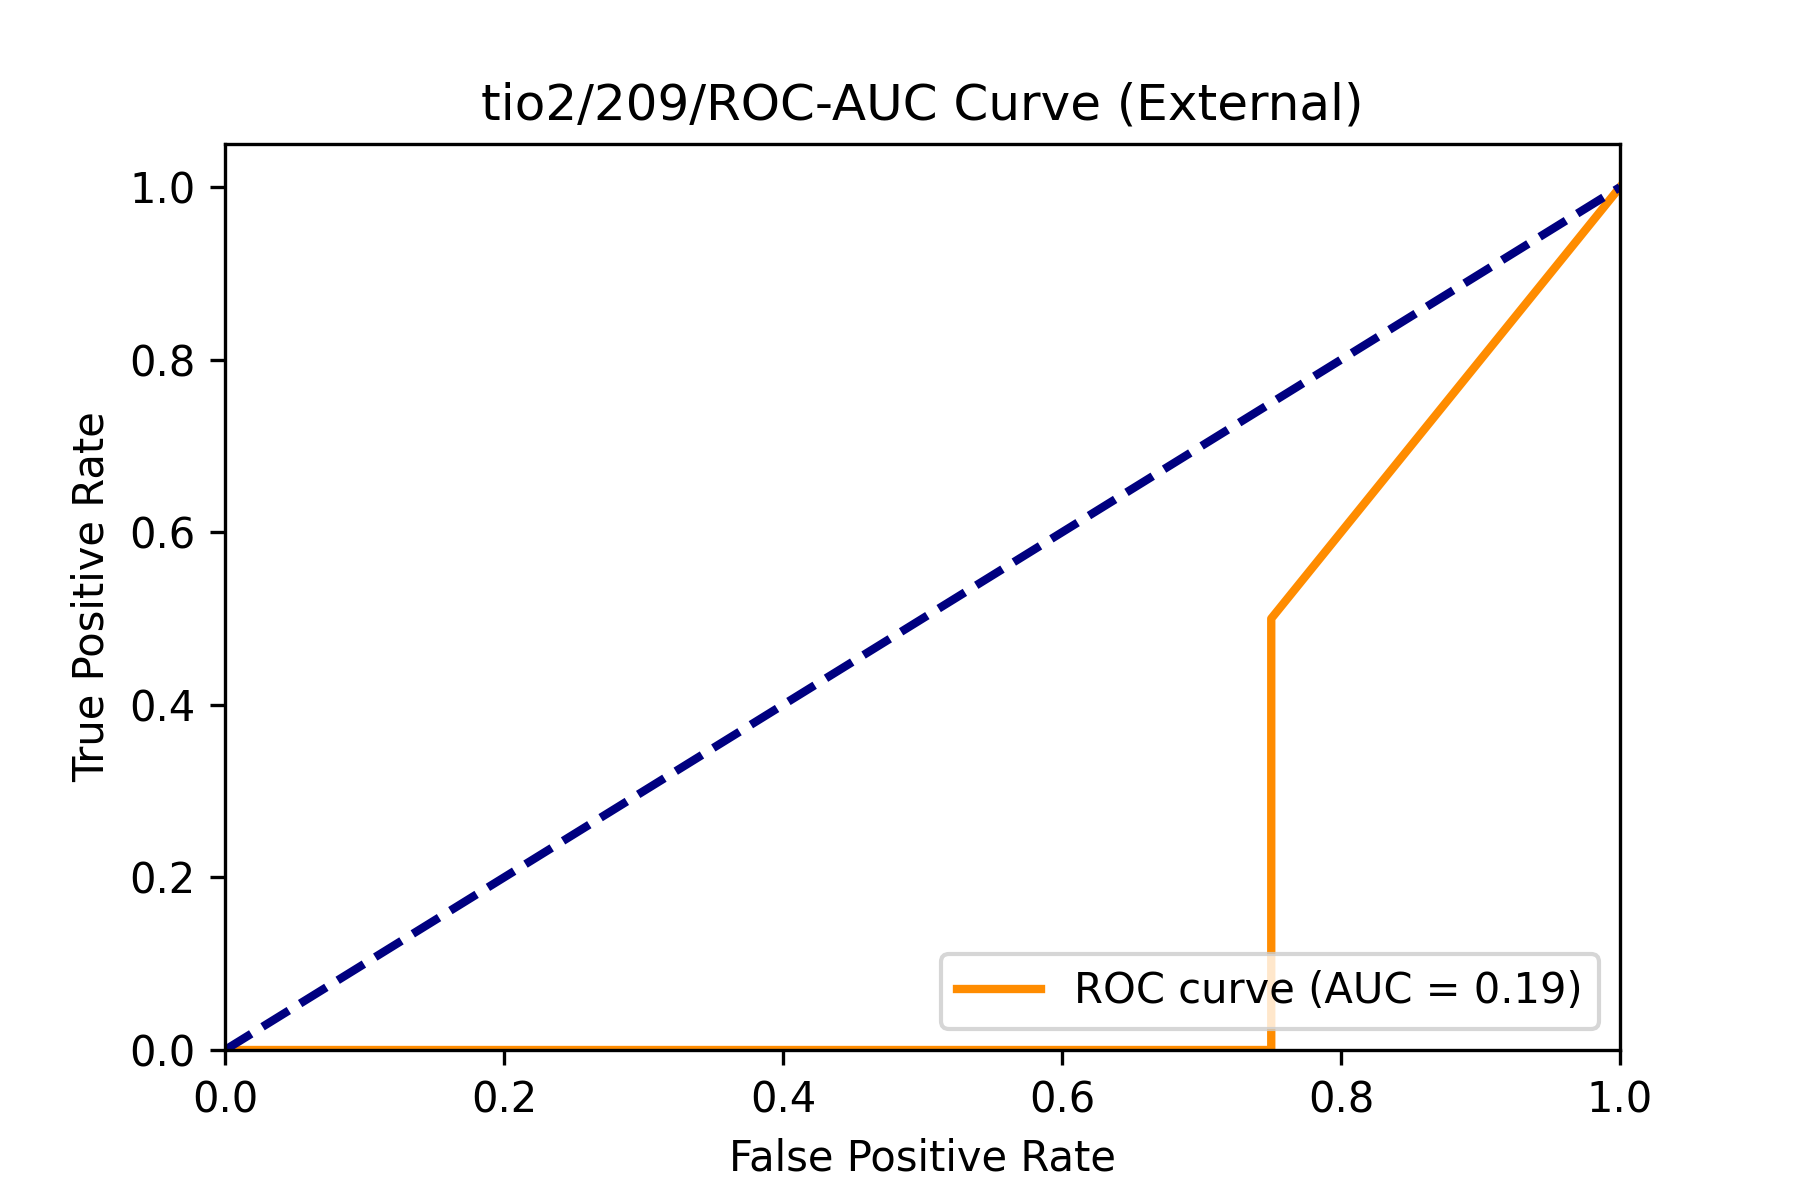 tio2/209/ROC-AUC Curve (External)
1.0
0.8
0.6
0.4
0.2
0.0
True Positive Rate
ROC curve (AUC = 0.19)
0.0 0.2 0.4 0.6 0.8 1.0
False Positive Rate